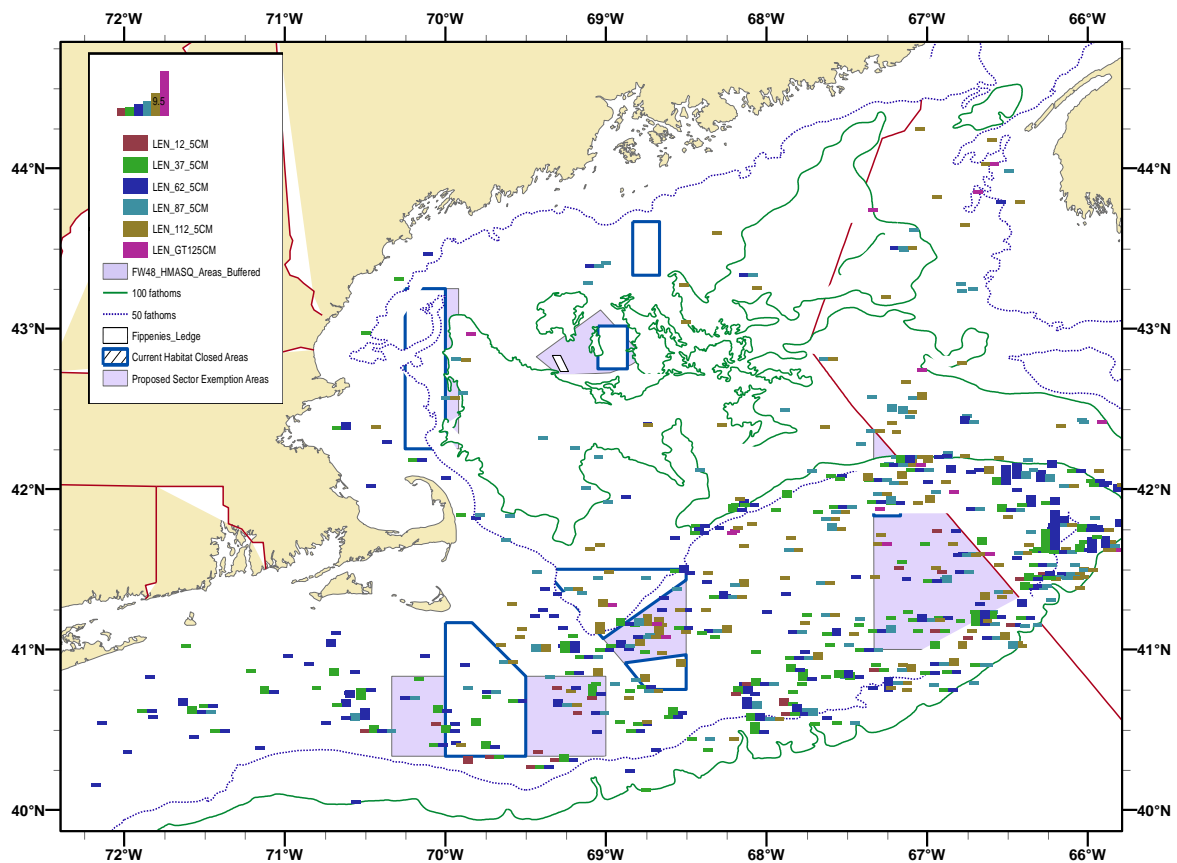 72°W 71°W 70°W 69°W 68°W 67°W 66°W
9.5
LEN_12_5CM
LEN_37_5CM
LEN_62_5CM
LEN_87_5CM
LEN_112_5CM
LEN_GT125CM
FW48_HMASQ_Areas_Buffered
100 fathoms
50 fathoms
Fippenies_Ledge
Current Habitat Closed Areas
Proposed Sector Exemption Areas
44°N 44°N
43°N 43°N
42°N 42°N
41°N 41°N
40°N 40°N
72°W 71°W 70°W 69°W 68°W 67°W 66°W